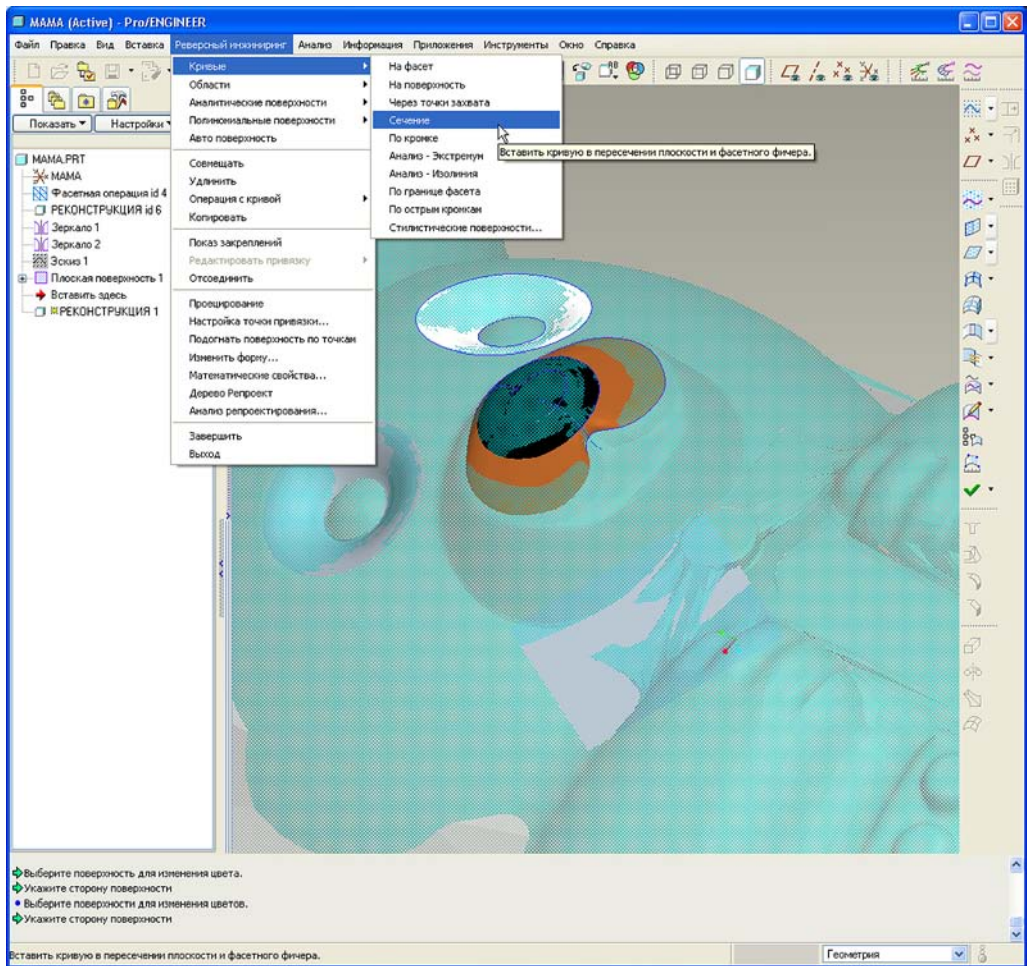 MAMA (Active) - Pro/ENGINEER
Файл Правка Вид Вставка Реверсный инжиниринг Анализ Информация Приложения Инструменты Окно Справка
Показать Настройки
MAMA.PRT
MAMA
Фасетная операция id 4
РЕКОНСТРУКЦИЯ id 6
Зеркало 1
Зеркало 2
Эскиз 1
Плоская поверхность 1
Вставить здесь
РЕКОНСТРУКЦИЯ 1
Кривые
Области
Аналитические поверхности
Полиномиальные поверхности
Авто поверхность
Совмещать
Удлинить
Операция с кривой
Копировать
Показ закреплений
Редактировать привязку
Отсоединить
Проецирование
Настройка точки привязки...
Подогнать поверхность по точкам
Изменить форму...
Математические свойства...
Дерево Репроект
Анализ репроектирования...
Завершить
Выход
На фасет
На поверхность
Через точки захвата
Сечение
По кромке
Анализ - Экстремум
Анализ - Изолиния
По границе фасета
По острым кромкам
Стилистические поверхности...
Вставить кривую в пересечении плоскости и фасетного фичера.
Выберите поверхность для изменения цвета.
Укажите сторону поверхности
Выберите поверхности для изменения цветов.
Укажите сторону поверхности
Вставить кривую в пересечении плоскости и фасетного фичера.
Геометрия